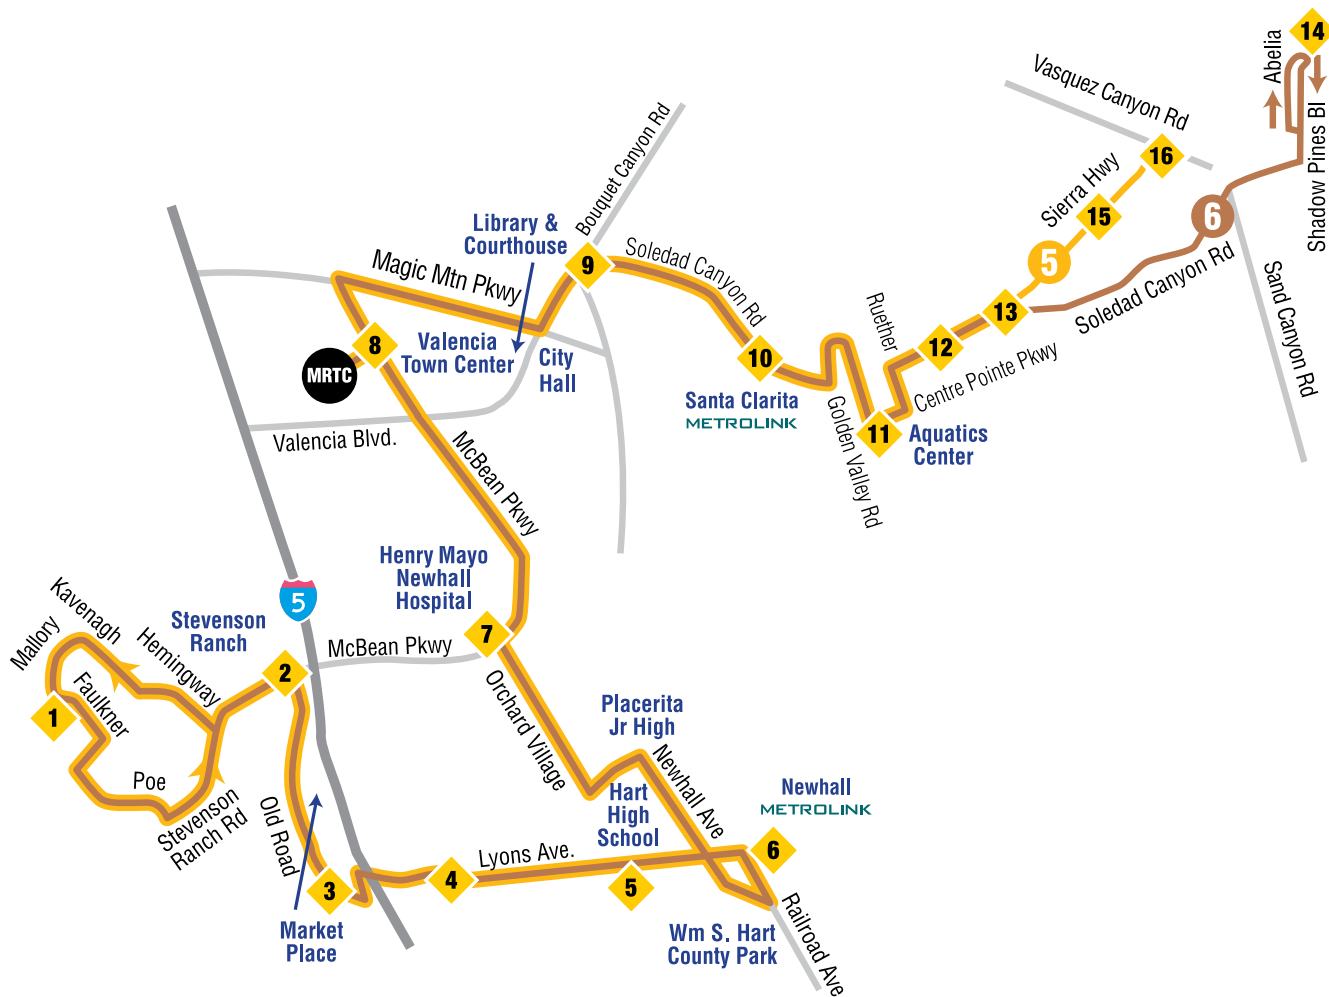 14
Abelia
Shadow Pines Bl
Vasquez Canyon Rd
16
Sierra Hwy
15
6
5
Soledad Canyon Rd
Sand Canyon Rd
13
Bouquet Canyon Rd
Library &
Courthouse
9
Soledad Canyon Rd
Magic Mtn Pkwy
Ruether
12
Centre Pointe Pkwy
8
Valencia
Town Center
City
Hall
10
MRTC
Santa Clarita
METROLINK
Golden Valley Rd
11
Aquatics
Center
Valencia Blvd.
McBean Pkwy
Henry Mayo
Newhall
Hospital
5
Stevenson
Ranch
7
McBean Pkwy
Kavenagh
Mallory
Hemingway
2
Faulkner
1
Poe
Stevenson
Ranch Rd
Old Road
Orchard Village
Placerita
Jr High
Newhall Ave
Hart
High
School
Newhall
METROLINK
6
Lyons Ave.
3
4
5
Market
Place
Wm S. Hart
County Park
Railroad Ave